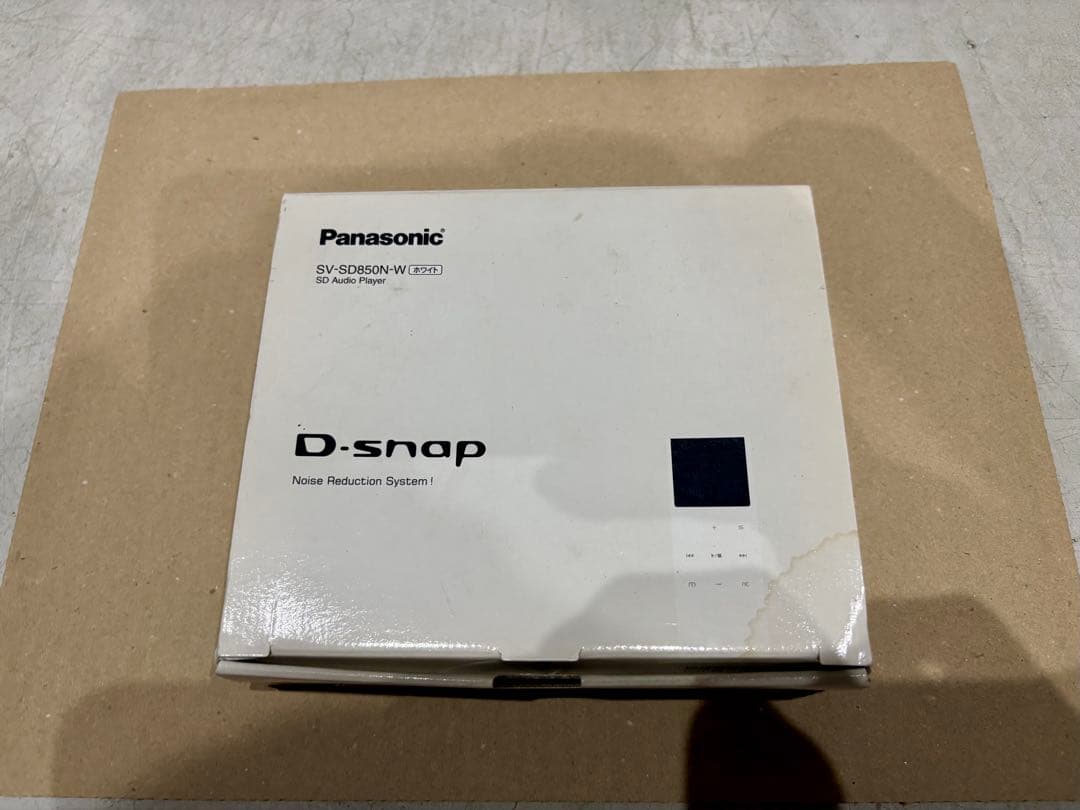 Panasonic®
SV-SD850N-W ホワイト
SD Audio Player
D-snap
Noise Reduction System!
+ S
m −